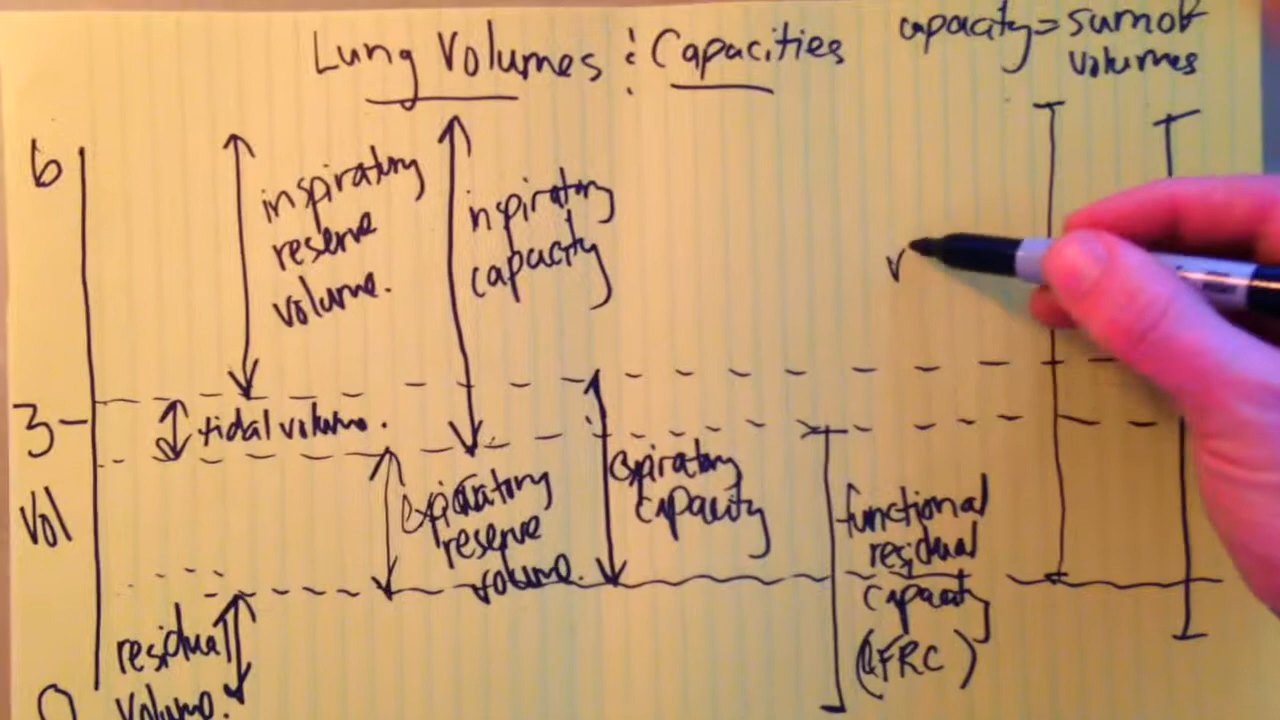 Lung Volumes : Capacities
capacity = sum of
volumes
6
inspiratory
reserve
volume.
inspiratory
capacity
v
3
tidal volume.
Vol
expiratory
reserve
volume.
expiratory
capacity
functional
residual
capacity
(FRC)
residual
volume.
0